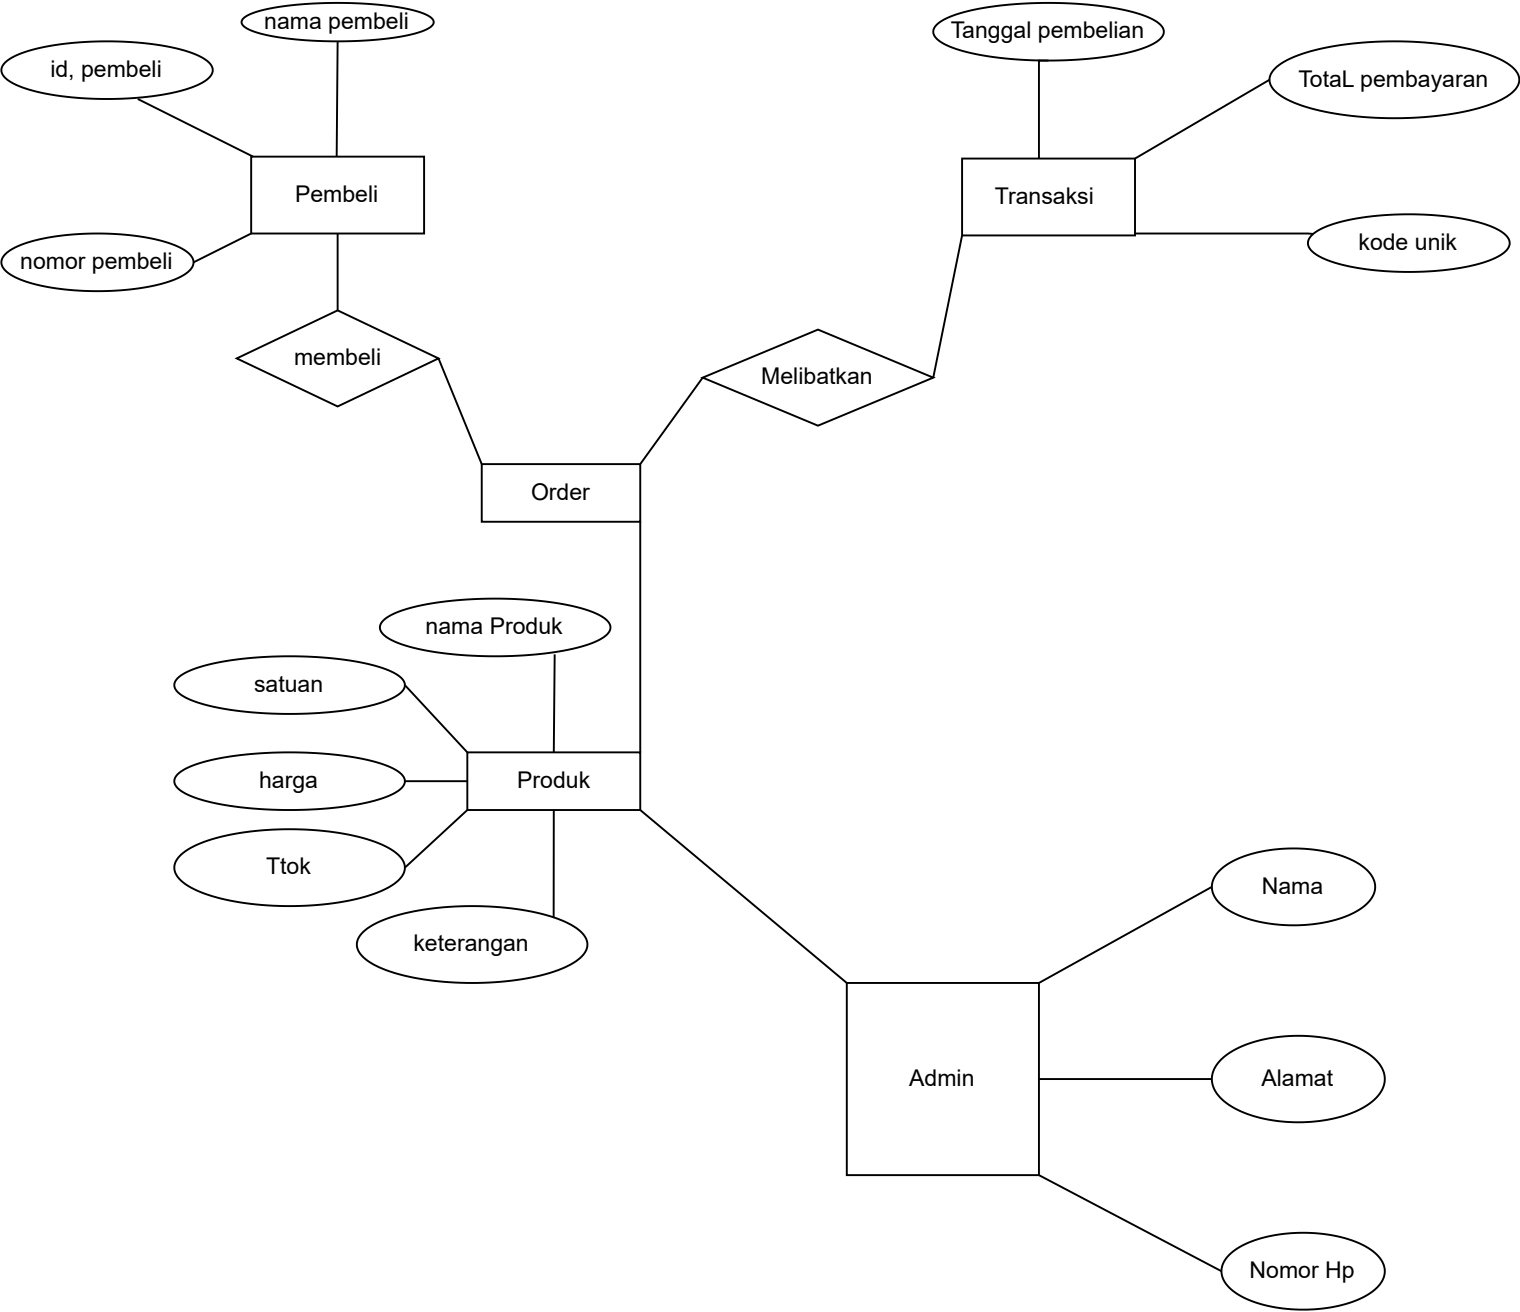 nama pembeli
id, pembeli
Pembeli
nomor pembeli
membeli
Tanggal pembelian
TotaL pembayaran
Transaksi
kode unik
Melibatkan
Order
nama Produk
satuan
harga
Produk
Ttok
keterangan
Nama
Admin
Alamat
Nomor Hp